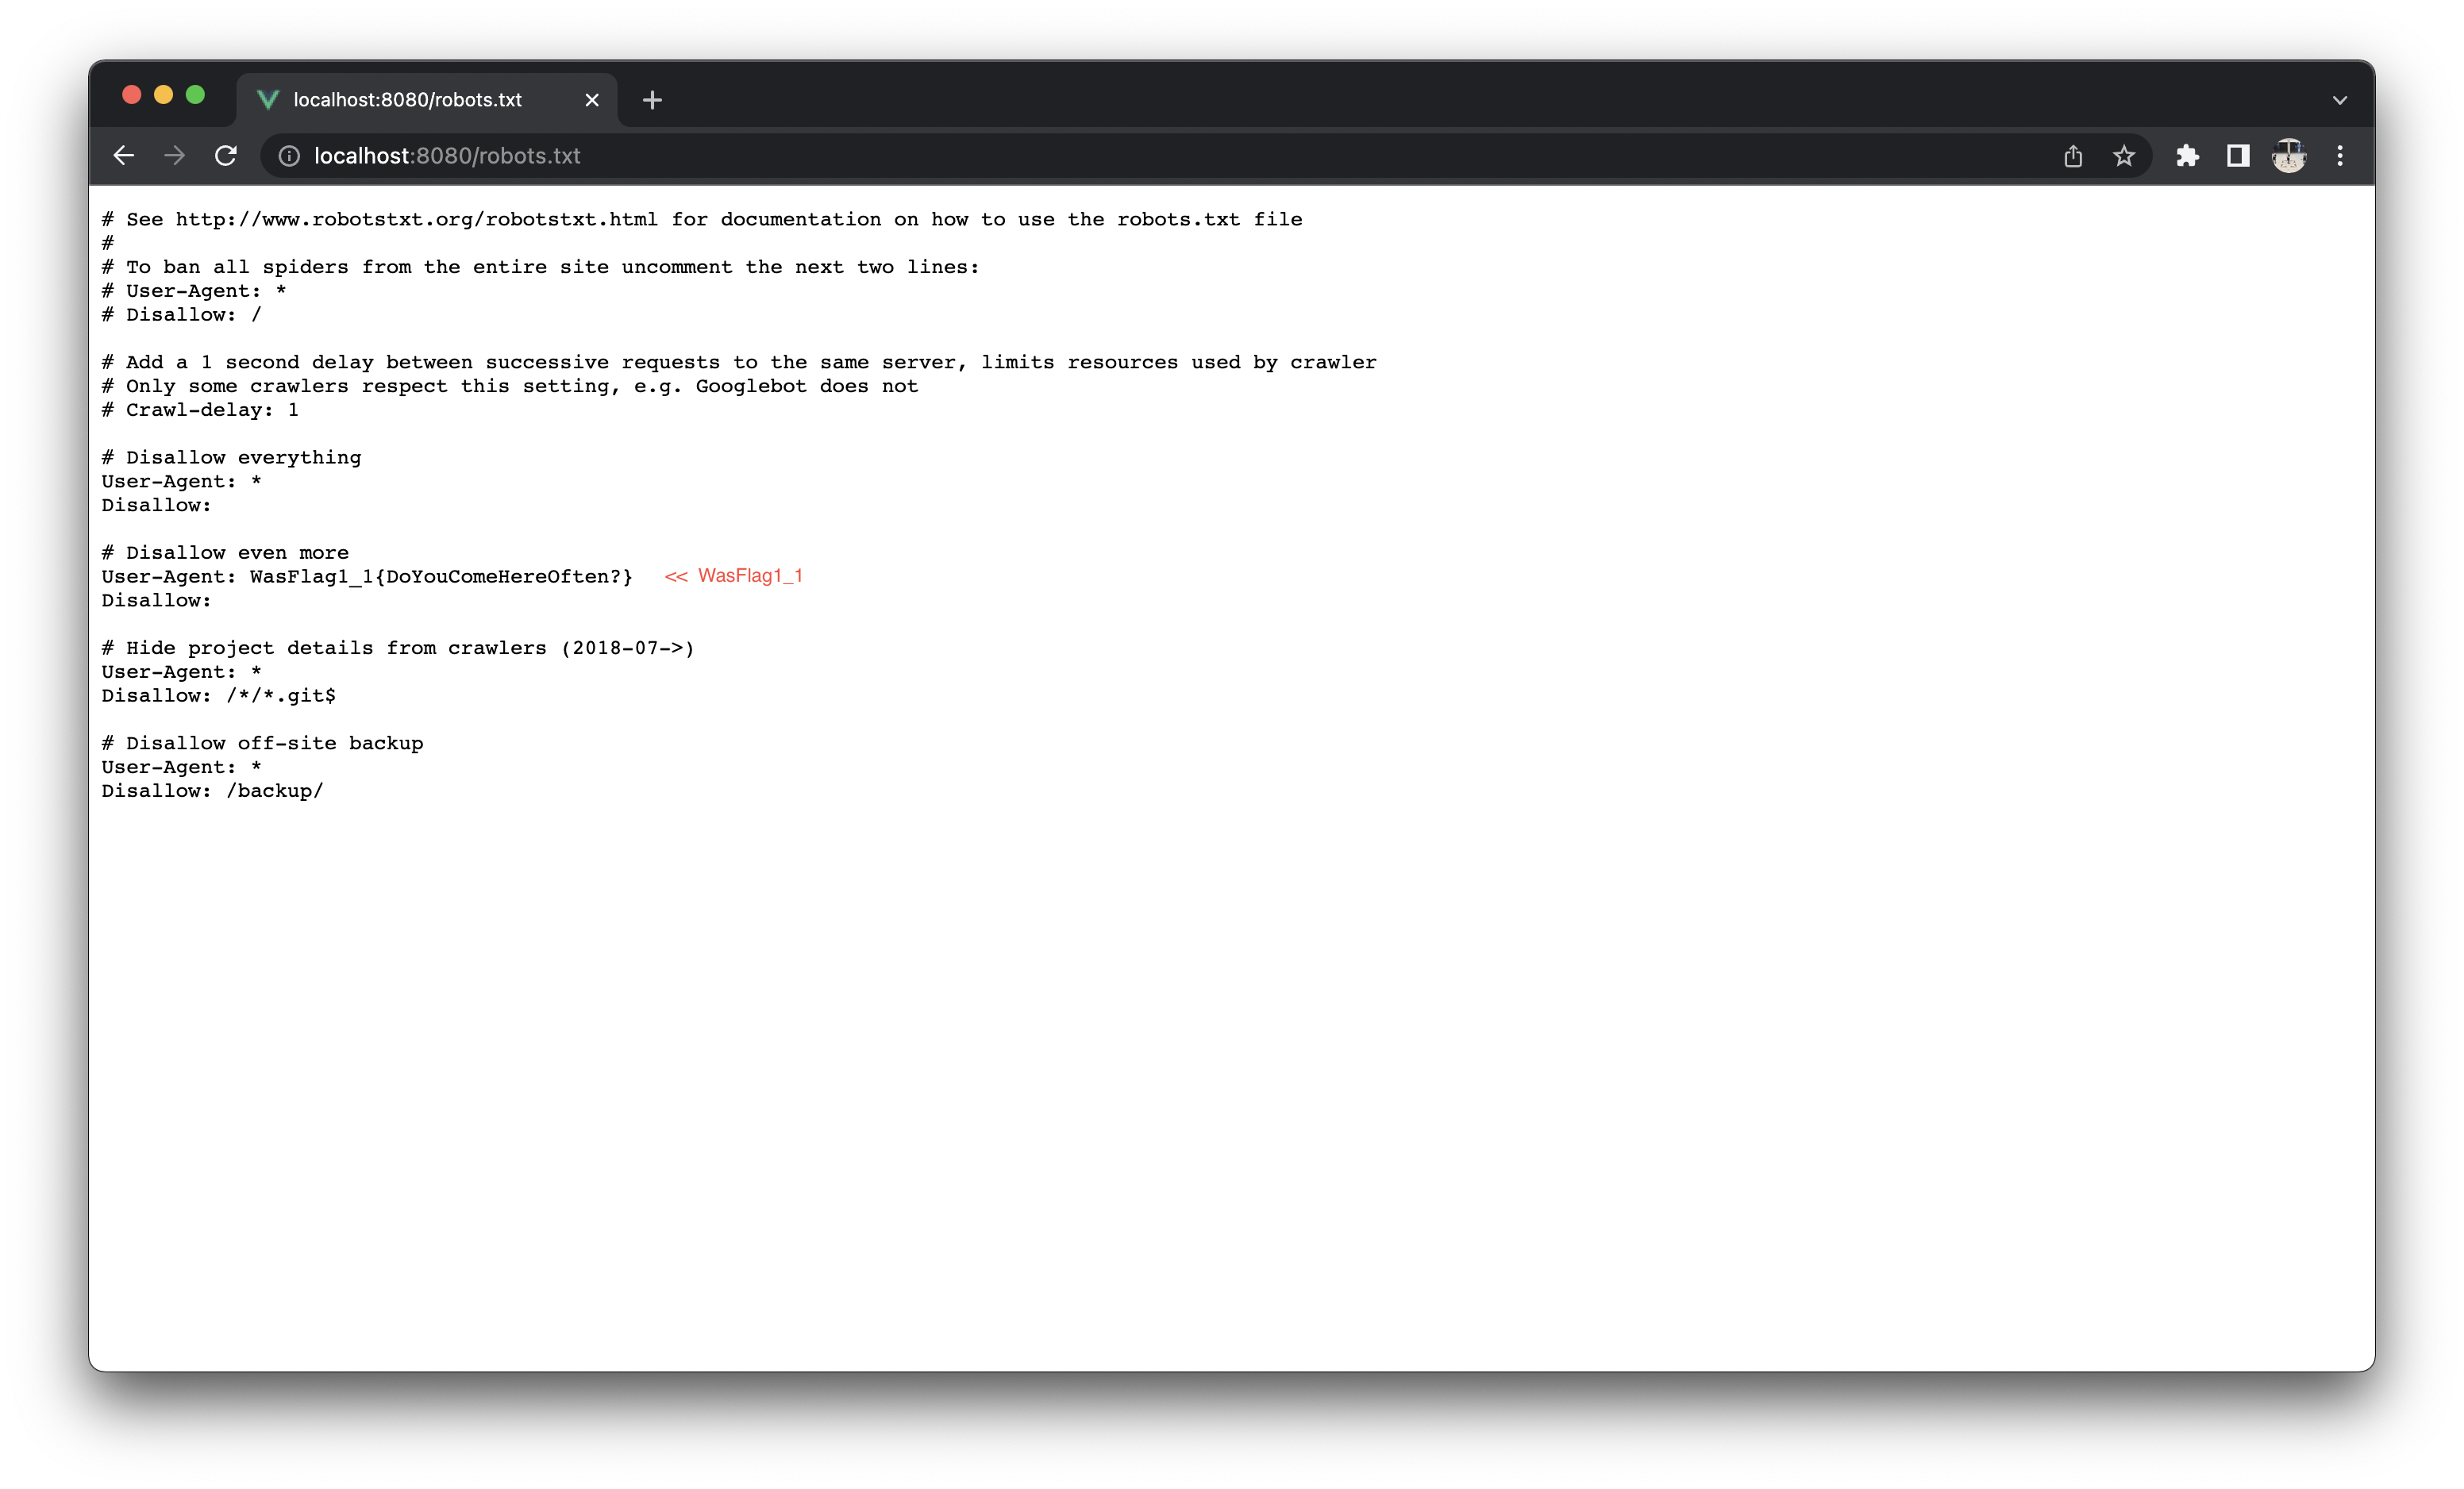 localhost:8080/robots.txt
localhost:8080/robots.txt
# See http://www.robotstxt.org/robotstxt.html for documentation on how to use the robots.txt file
#
# To ban all spiders from the entire site uncomment the next two lines:
# User-Agent: *
# Disallow: /
# Add a 1 second delay between successive requests to the same server, limits resources used by crawler
# Only some crawlers respect this setting, e.g. Googlebot does not
# Crawl-delay: 1
# Disallow everything
User-Agent: *
Disallow:
# Disallow even more
User-Agent: WasFlag1_1{DoYouComeHereOften?} << WasFlag1_1
Disallow:
# Hide project details from crawlers (2018-07->)
User-Agent: *
Disallow: /*/*.git$
# Disallow off-site backup
User-Agent: *
Disallow: /backup/